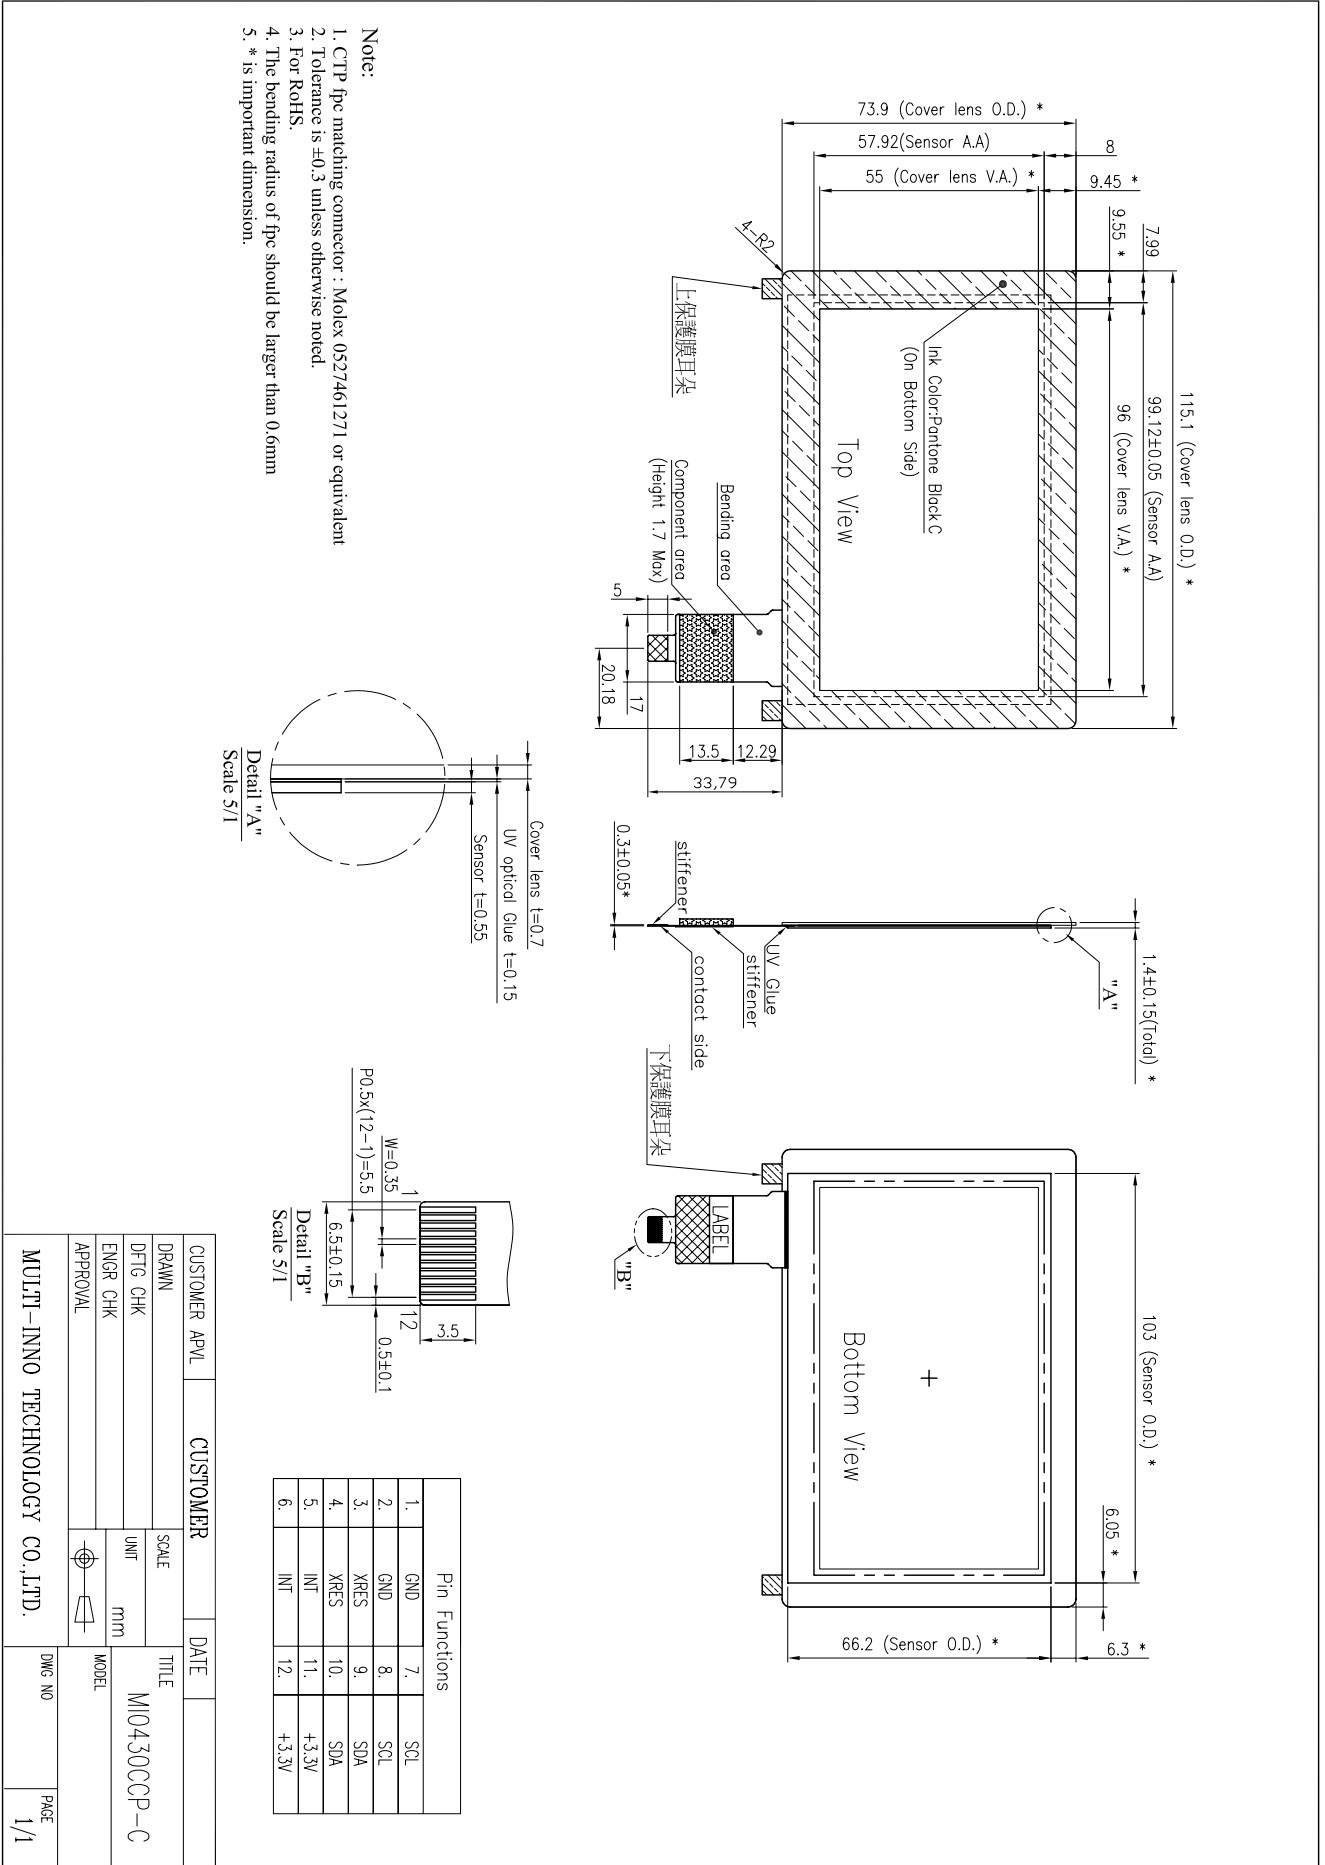 115.1 (Cover lens O.D.) *
7.99
99.12±0.05 (Sensor A.A)
9.55 *
96 (Cover lens V.A.) *
73.9 (Cover lens O.D.) *
57.92(Sensor A.A)
55 (Cover lens V.A.) *
8
9.45 *
Ink Color:Pantone Black C
(On Bottom Side)
Top View
4-R2
上保護膜耳朵
Bending area
Component area
(Height 1.7 Max)
5
17
20.18
13.5
12.29
33,79
1.4±0.15(Total) *
"A"
UV Glue
stiffener
contact side
stiffener
0.3±0.05*
103 (Sensor O.D.) *
6.05 *
66.2 (Sensor O.D.) *
6.3 *
Bottom View
下保護膜耳朵
LABEL
"B"
Note:
1. CTP fpc matching connector : Molex 0527461271 or equivalent
2. Tolerance is ±0.3 unless otherwise noted.
3. For RoHS.
4. The bending radius of fpc should be larger than 0.6mm
5. * is important dimension.
Cover lens t=0.7
UV optical Glue t=0.15
Sensor t=0.55
Detail "A"
Scale 5/1
1
12
3.5
0.5±0.1
W=0.35
P0.5x(12-1)=5.5
6.5±0.15
Detail "B"
Scale 5/1
Pin Functions
1. GND 7. SCL
2. GND 8. SCL
3. XRES 9. SDA
4. XRES 10. SDA
5. INT 11. +3.3V
6. INT 12. +3.3V
CUSTOMER APVL CUSTOMER DATE
DRAWN
DFTG CHK
ENGR CHK
APPROVAL
SCALE
UNIT mm
TITLE
MI0430CCP-C
MODEL
MULTI-INNO TECHNOLOGY CO.,LTD.
DWG NO
PAGE
1/1